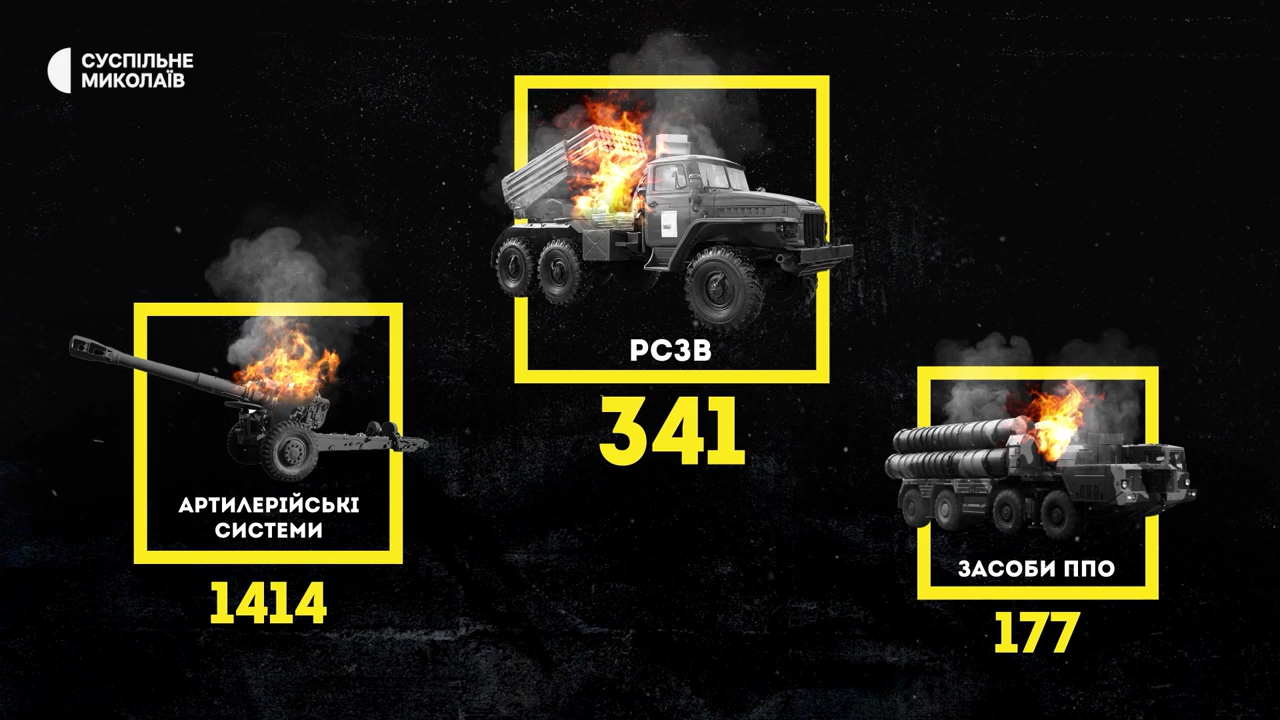 СУСПІЛЬНЕ
МИКОЛАЇВ
РСЗВ
341
АРТИЛЕРІЙСЬКІ
СИСТЕМИ
1414
ЗАСОБИ ППО
177